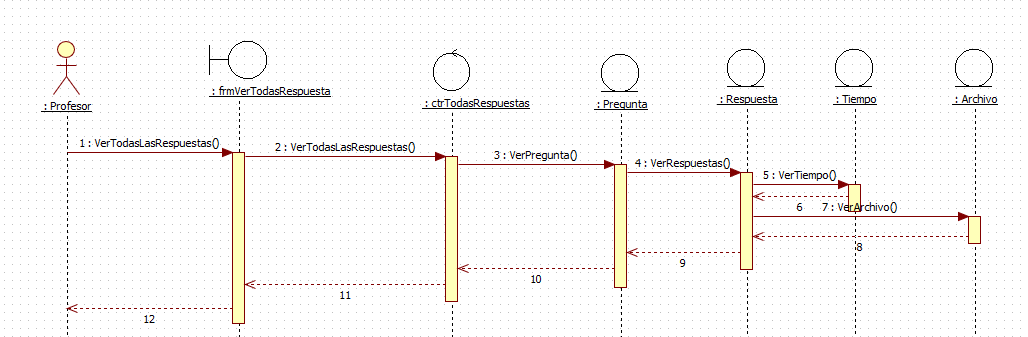 : Profesor
: frmVerTodasRespuesta
: ctrTodasRespuestas
: Pregunta
: Respuesta
: Tiempo
: Archivo
1 : VerTodasLasRespuestas()
2 : VerTodasLasRespuestas()
3 : VerPregunta()
4 : VerRespuestas()
5 : VerTiempo()
6
7 : VerArchivo()
8
9
10
11
12